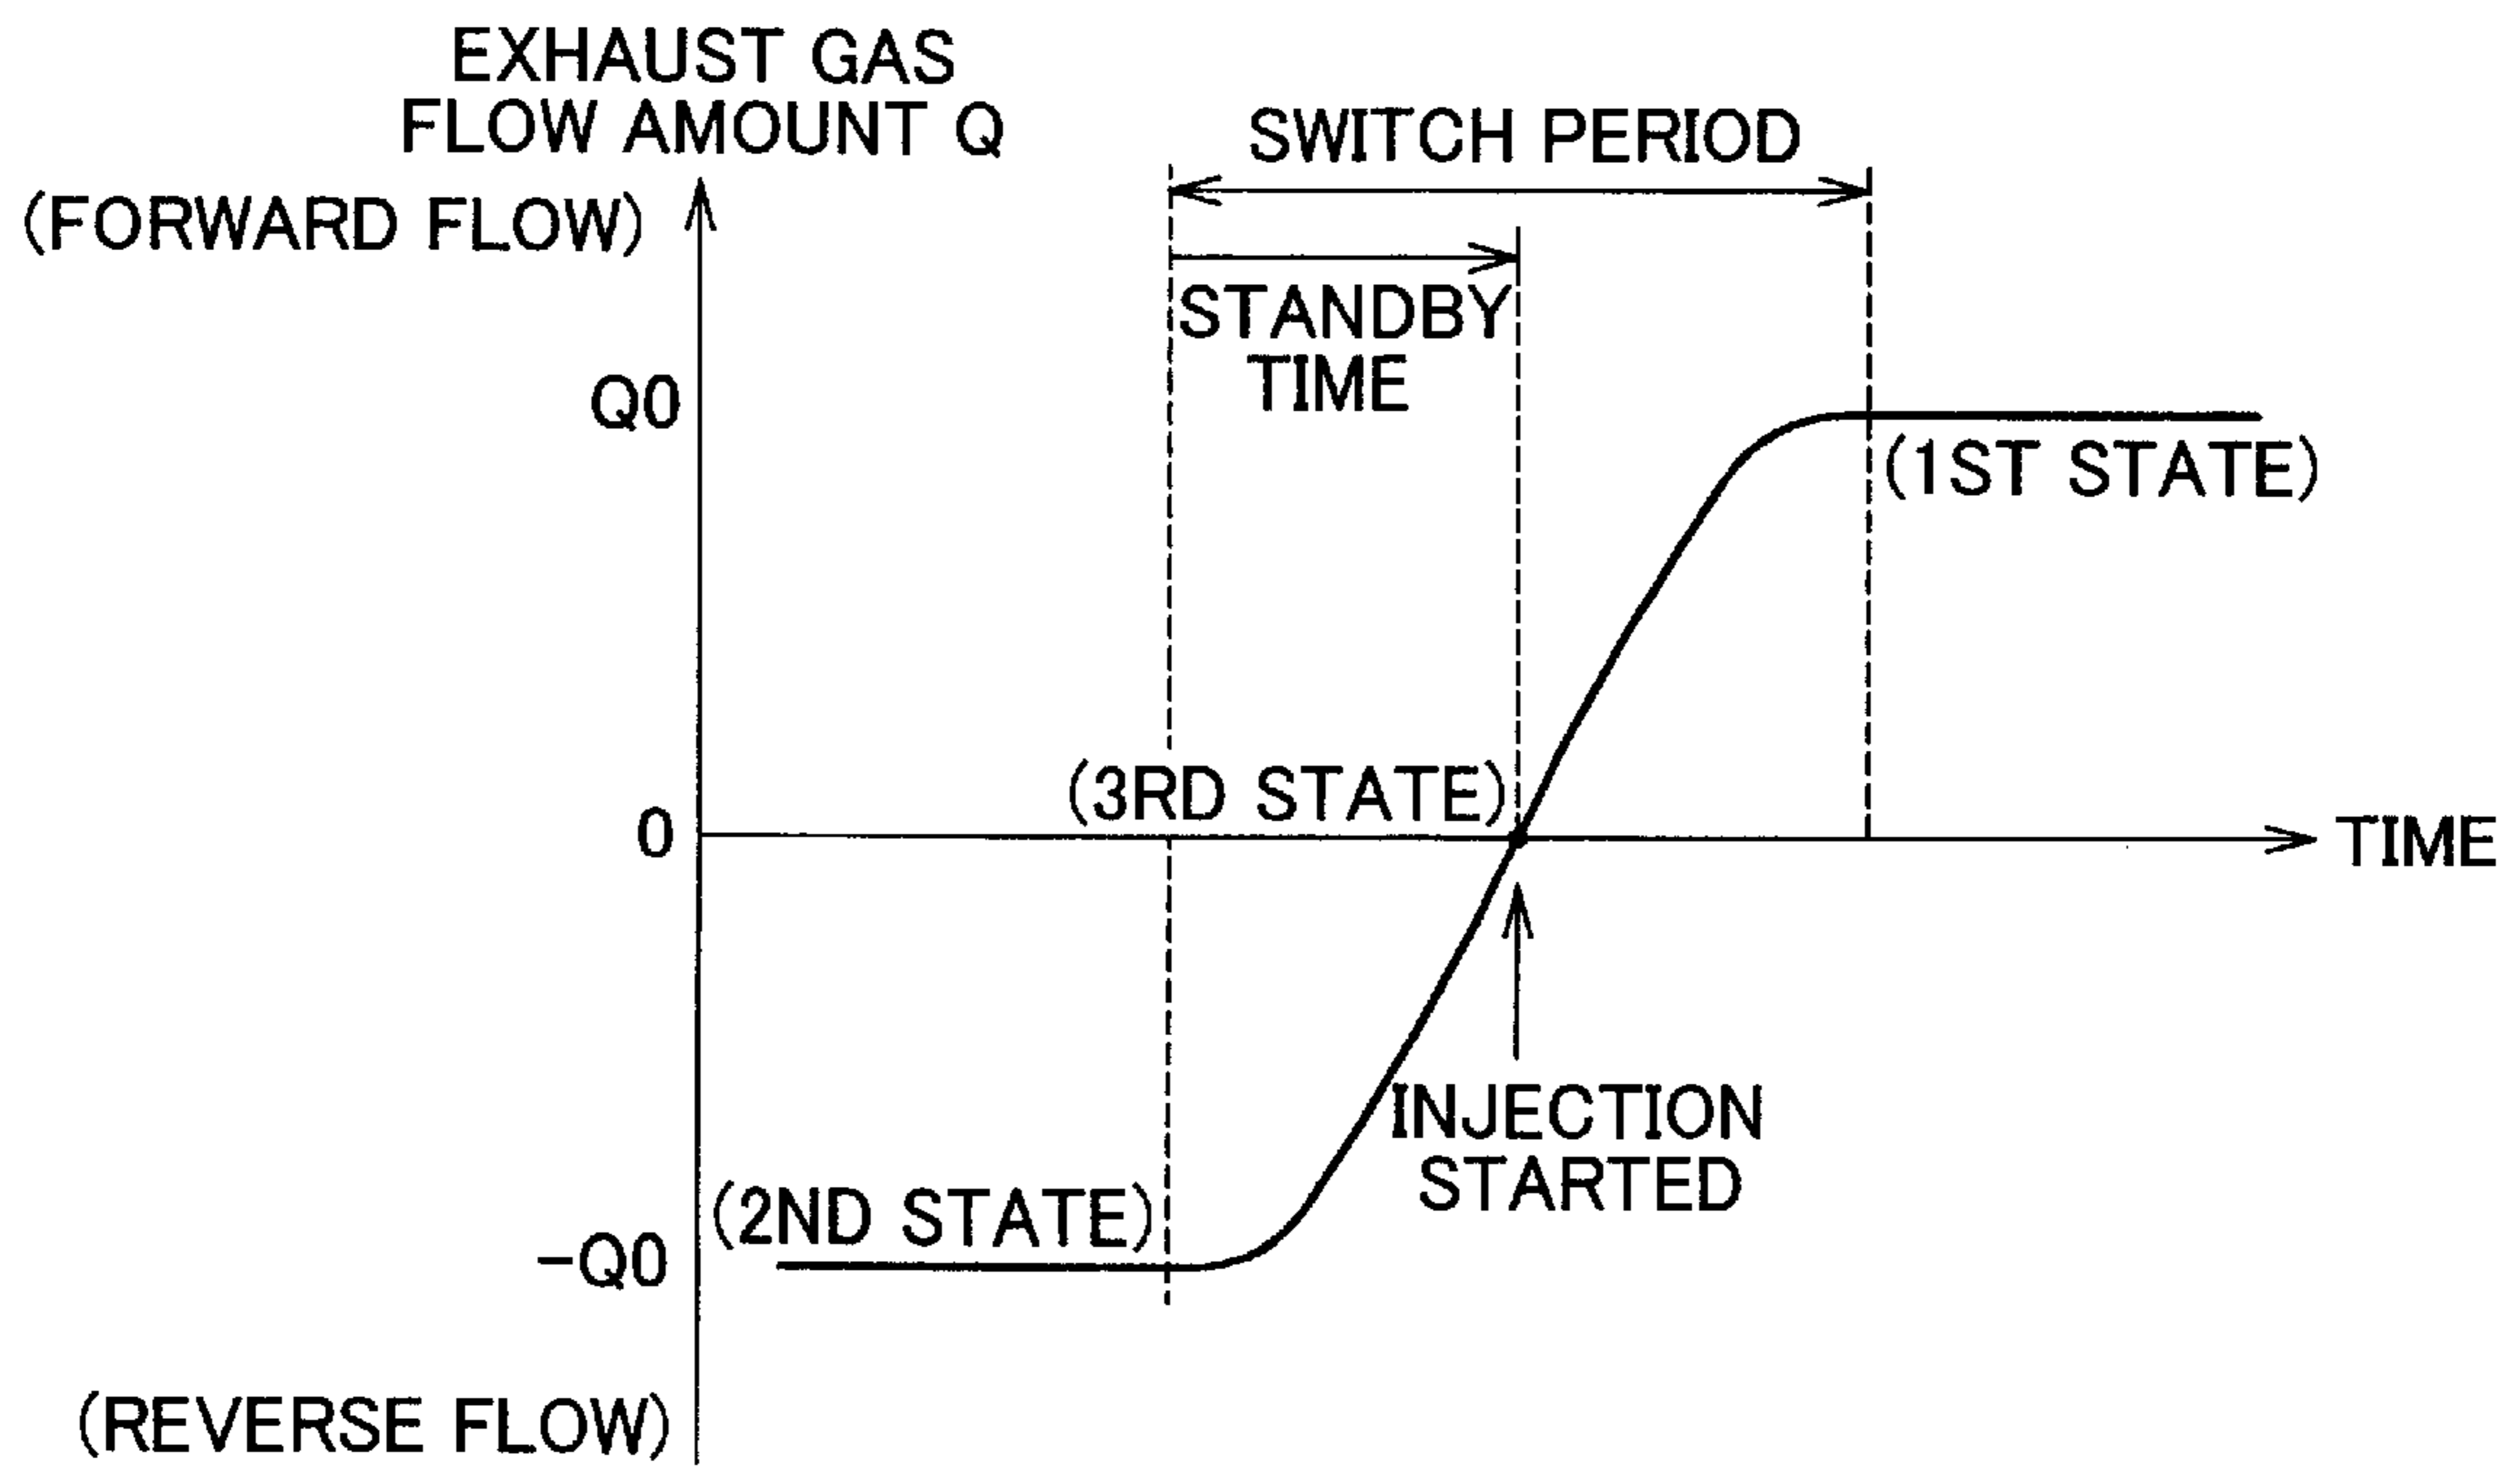 EXHAUST GAS
FLOW AMOUNT Q
(FORWARD FLOW)
SWITCH PERIOD
STANDBY
TIME
Q0
(1ST STATE)
(3RD STATE)
0
TIME
INJECTION
STARTED
(2ND STATE)
−Q0
(REVERSE FLOW)